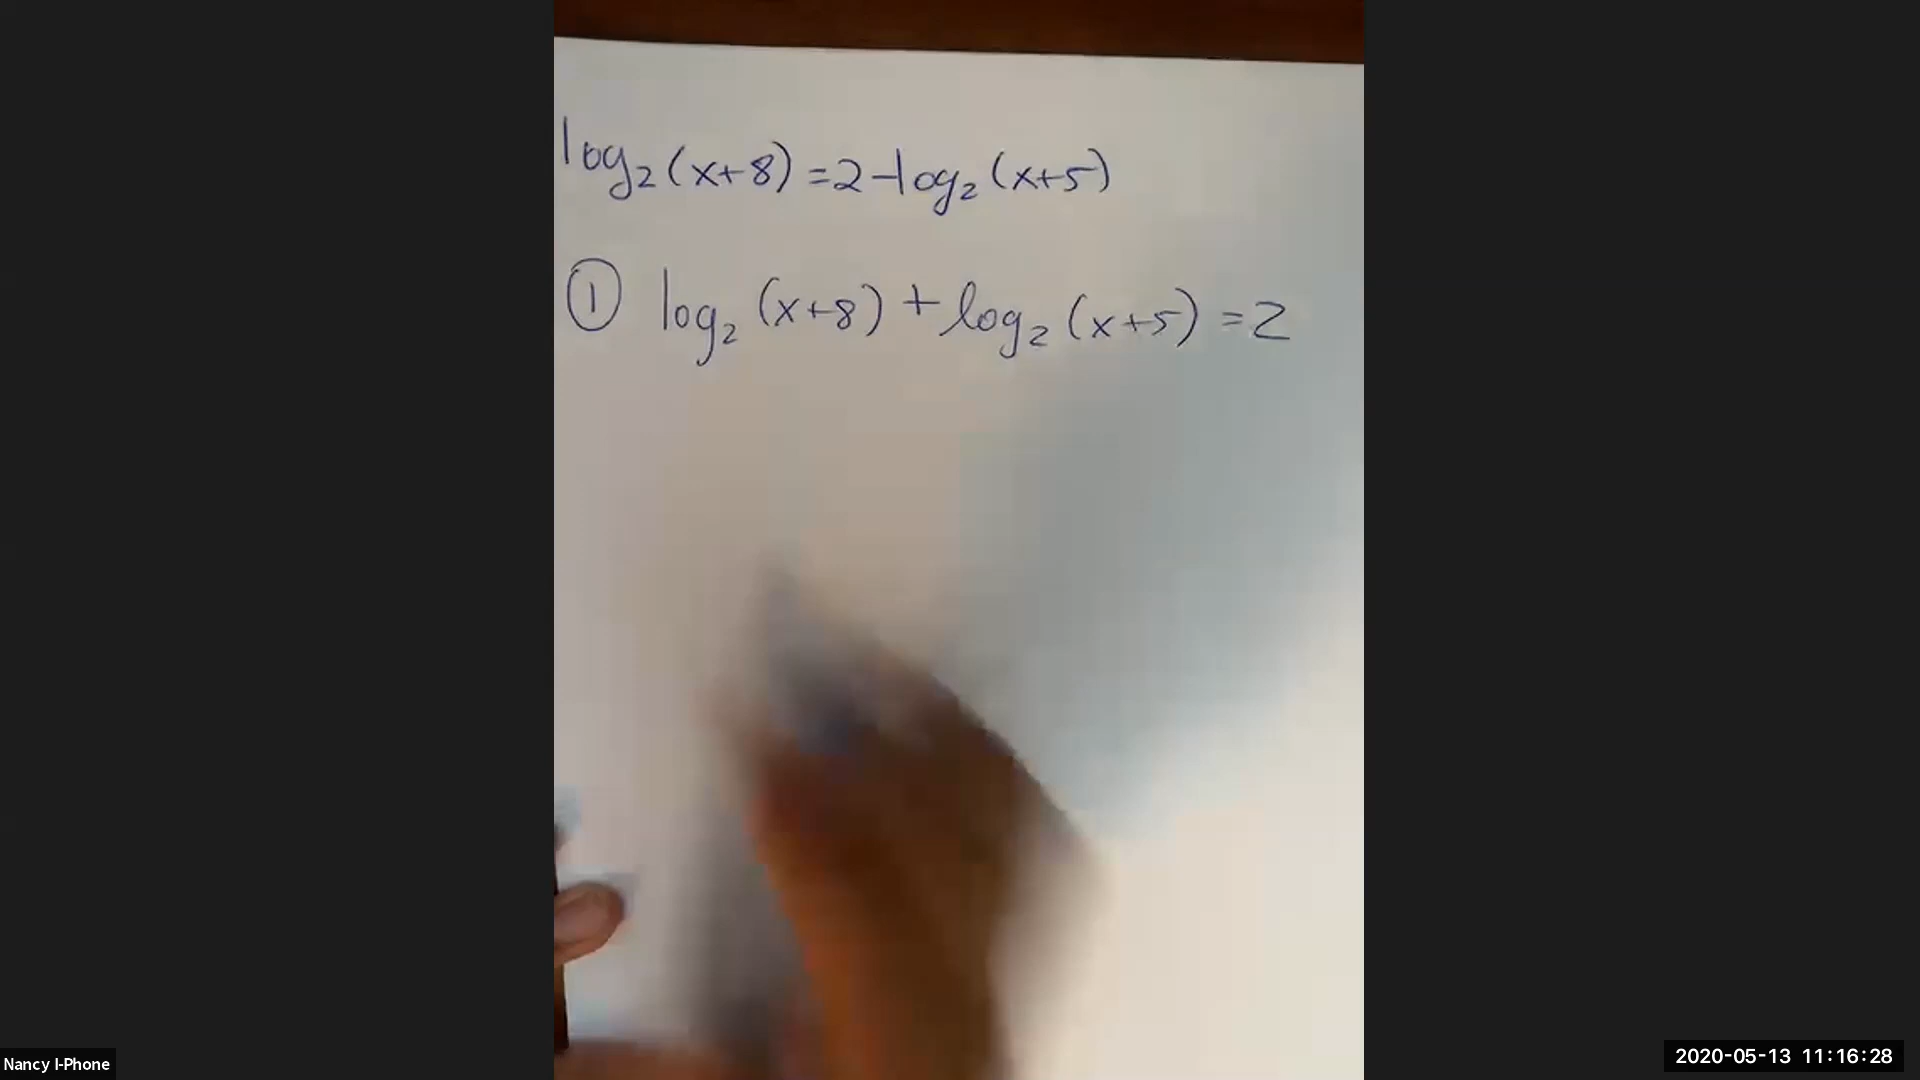 log₂(x+8)=2-log₂(x+5)
① log₂(x+8)+log₂(x+5)=2
Nancy I-Phone
2020-05-13 11:16:28